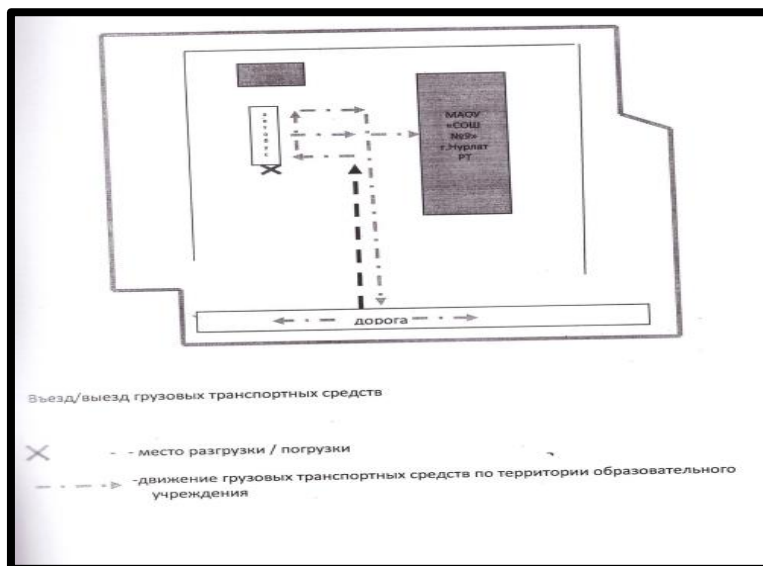 МАОУ
«СОШ
№9»
г.Нурлат
РТ
дорога
Въезд/выезд грузовых транспортных средств
- - место разгрузки / погрузки
-движение грузовых транспортных средств по территории образовательного
учреждения